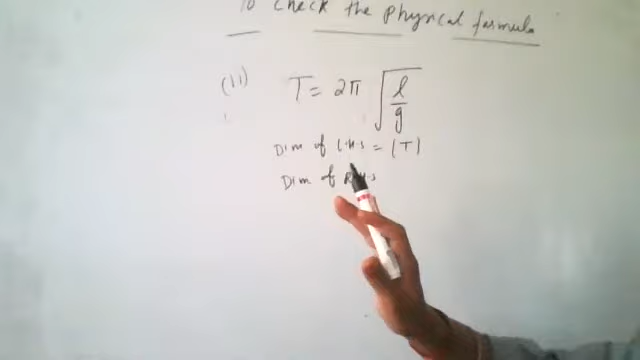 To check the physical formula
(ii) T = 2π √(l/g)
Dim of L.H.S = [T]
Dim of R.H.S